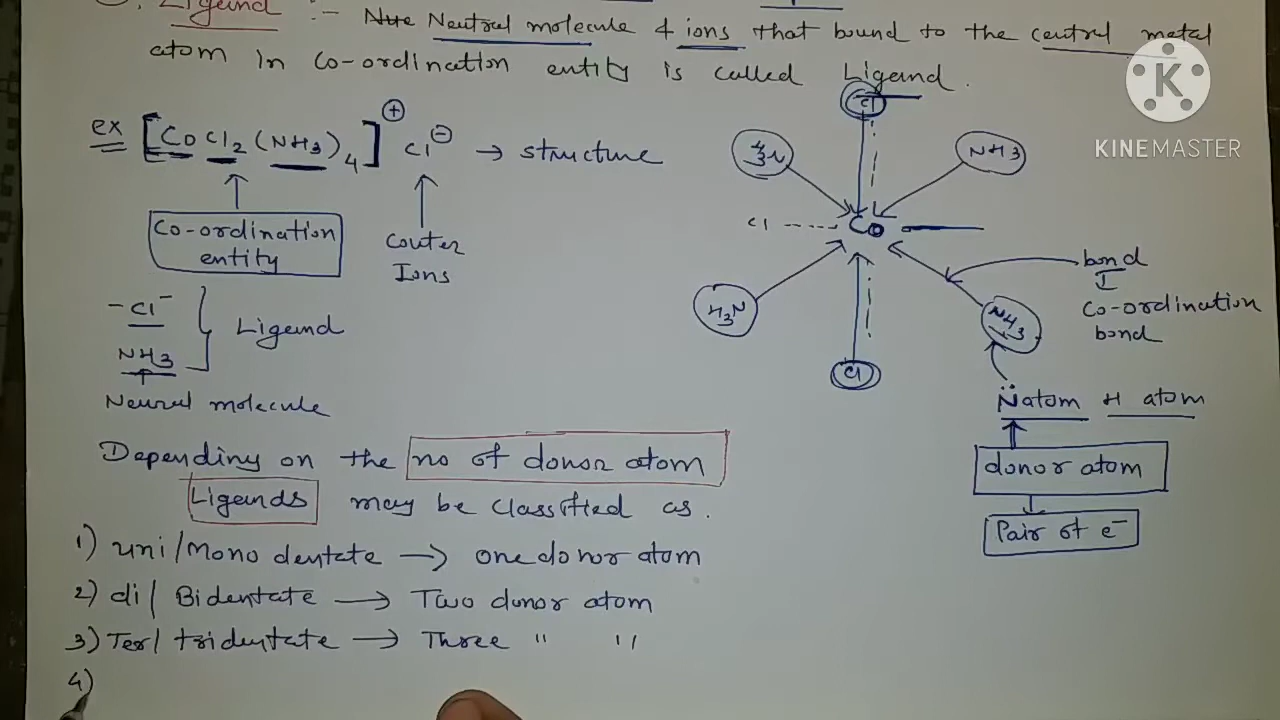 Ligand :- Neutral molecule & ions that bound to the central metal
atom in Co-ordination entity is called Ligand.
K
KINEMASTER
ex [CoCl2(NH3)4]⊕ Cl⊖ → structure
Co-ordination
entity
Couter
Ions
- Cl⁻
NH3
Ligand
Neural molecule
Cl
H3N
NH3
Cl ----- Co
H3N
NH3
Cl
bond
Co-ordination
bond
N̈atom H atom
donor atom
Pair of e⁻
Depending on the no of donor atom
Ligands may be classified as.
1) uni/Mono dentate → one donor atom
2) di/ Bidentate → Two donor atom
3) Ter/ tridentate → Three " "
4)